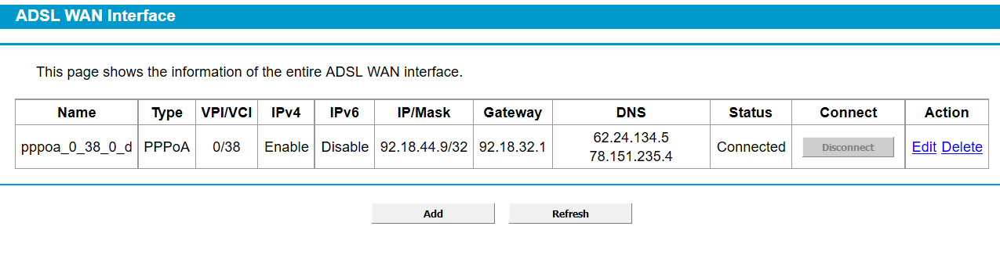 ADSL WAN Interface
This page shows the information of the entire ADSL WAN interface.
Name Type VPI/VCI IPv4 IPv6 IP/Mask Gateway DNS Status Connect Action
pppoa_0_38_0_d PPPoA 0/38 Enable Disable 92.18.44.9/32 92.18.32.1 62.24.134.5 78.151.235.4 Connected Disconnect Edit Delete
Add Refresh